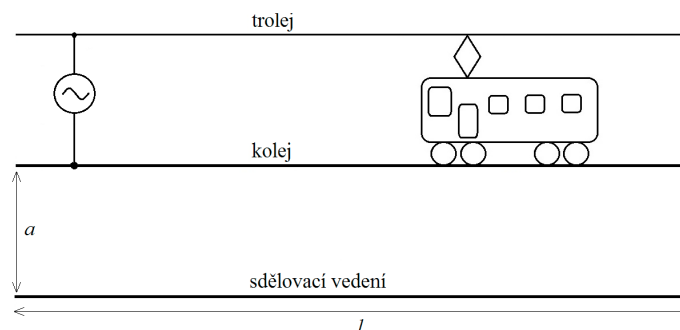 trolej
kolej
a
sdělovací vedení
l